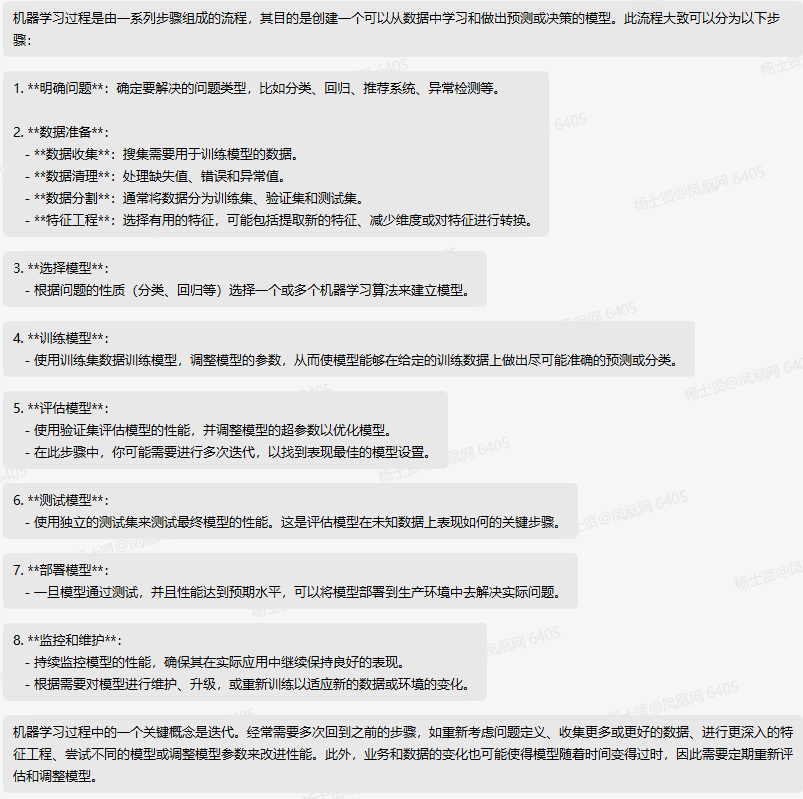 机器学习过程是由一系列步骤组成的流程，其目的是创建一个可以从数据中学习和做出预测或决策的模型。此流程大致可以分为以下步
骤：
1. **明确问题**：确定要解决的问题类型，比如分类、回归、推荐系统、异常检测等。
2. **数据准备**：
- **数据收集**：搜集需要用于训练模型的数据。
- **数据清理**：处理缺失值、错误和异常值。
- **数据分割**：通常将数据分为训练集、验证集和测试集。
- **特征工程**：选择有用的特征，可能包括提取新的特征、减少维度或对特征进行转换。
3. **选择模型**：
- 根据问题的性质（分类、回归等）选择一个或多个机器学习算法来建立模型。
4. **训练模型**：
- 使用训练集数据训练模型，调整模型的参数，从而使模型能够在给定的训练数据上做出尽可能准确的预测或分类。
5. **评估模型**：
- 使用验证集评估模型的性能，并调整模型的超参数以优化模型。
- 在此步骤中，你可能需要进行多次迭代，以找到表现最佳的模型设置。
6. **测试模型**：
- 使用独立的测试集来测试最终模型的性能。这是评估模型在未知数据上表现如何的关键步骤。
7. **部署模型**：
- 一旦模型通过测试，并且性能达到预期水平，可以将模型部署到生产环境中去解决实际问题。
8. **监控和维护**：
- 持续监控模型的性能，确保其在实际应用中继续保持良好的表现。
- 根据需要对模型进行维护、升级，或重新训练以适应新的数据或环境的变化。
机器学习过程中的一个关键概念是迭代。经常需要多次回到之前的步骤，如重新考虑问题定义、收集更多或更好的数据、进行更深入的特
征工程、尝试不同的模型或调整模型参数来改进性能。此外，业务和数据的变化也可能使得模型随着时间变得过时，因此需要定期重新评
估和调整模型。
杨士贤@凤凰网 6405